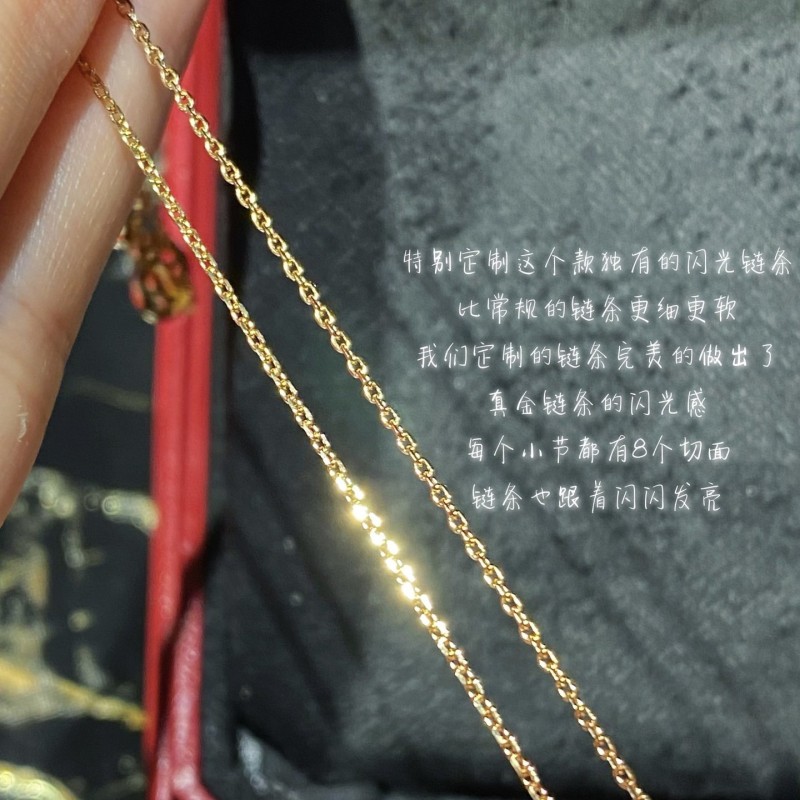 特别定制这个款独有的闪光链条
比常规的链条更细更软
我们定制的链条完美的做出了
真金链条的闪光感
每个小节都有8个切面
链条也跟着闪闪发亮